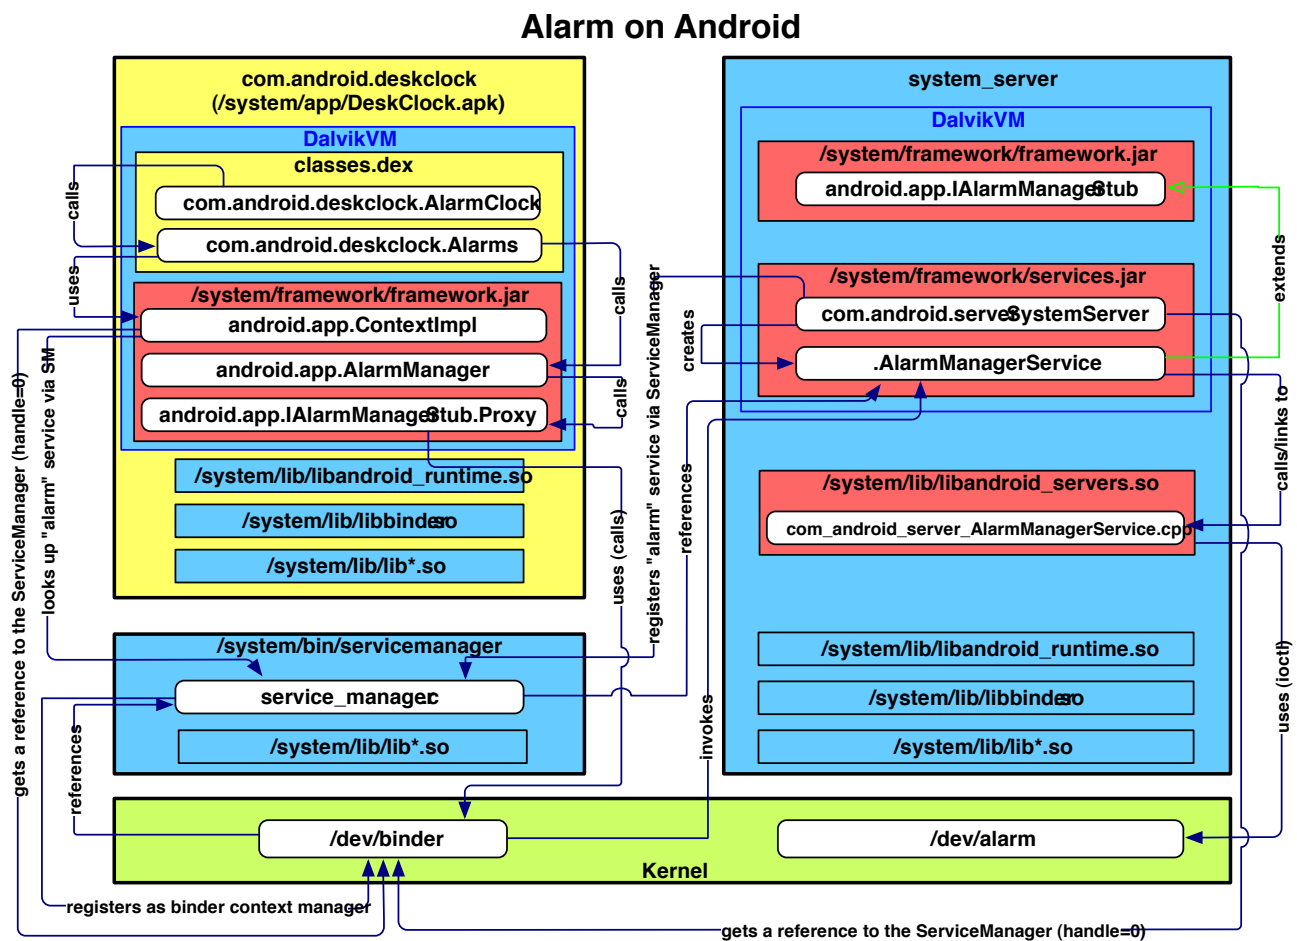 Alarm on Android
com.android.deskclock
(/system/app/DeskClock.apk)
DalvikVM
classes.dex
com.android.deskclock.AlarmClock
com.android.deskclock.Alarms
/system/framework/framework.jar
android.app.ContextImpl
android.app.AlarmManager
android.app.IAlarmManagerStub.Proxy
/system/lib/libandroid_runtime.so
/system/lib/libbinder.so
/system/lib/lib*.so
calls
uses
calls
calls
gets a reference to the ServiceManager (handle=0)
looks up "alarm" service via SM
uses (calls)
registers "alarm" service via ServiceManager
references
creates
invokes
system_server
DalvikVM
/system/framework/framework.jar
android.app.IAlarmManagerStub
/system/framework/services.jar
com.android.server.SystemServer
.AlarmManagerService
extends
calls/links to
/system/lib/libandroid_servers.so
com_android_server_AlarmManagerService.cpp
/system/lib/libandroid_runtime.so
/system/lib/libbinder.so
/system/lib/lib*.so
uses (ioctl)
/system/bin/servicemanager
service_manager.c
/system/lib/lib*.so
references
/dev/binder
/dev/alarm
Kernel
registers as binder context manager
gets a reference to the ServiceManager (handle=0)